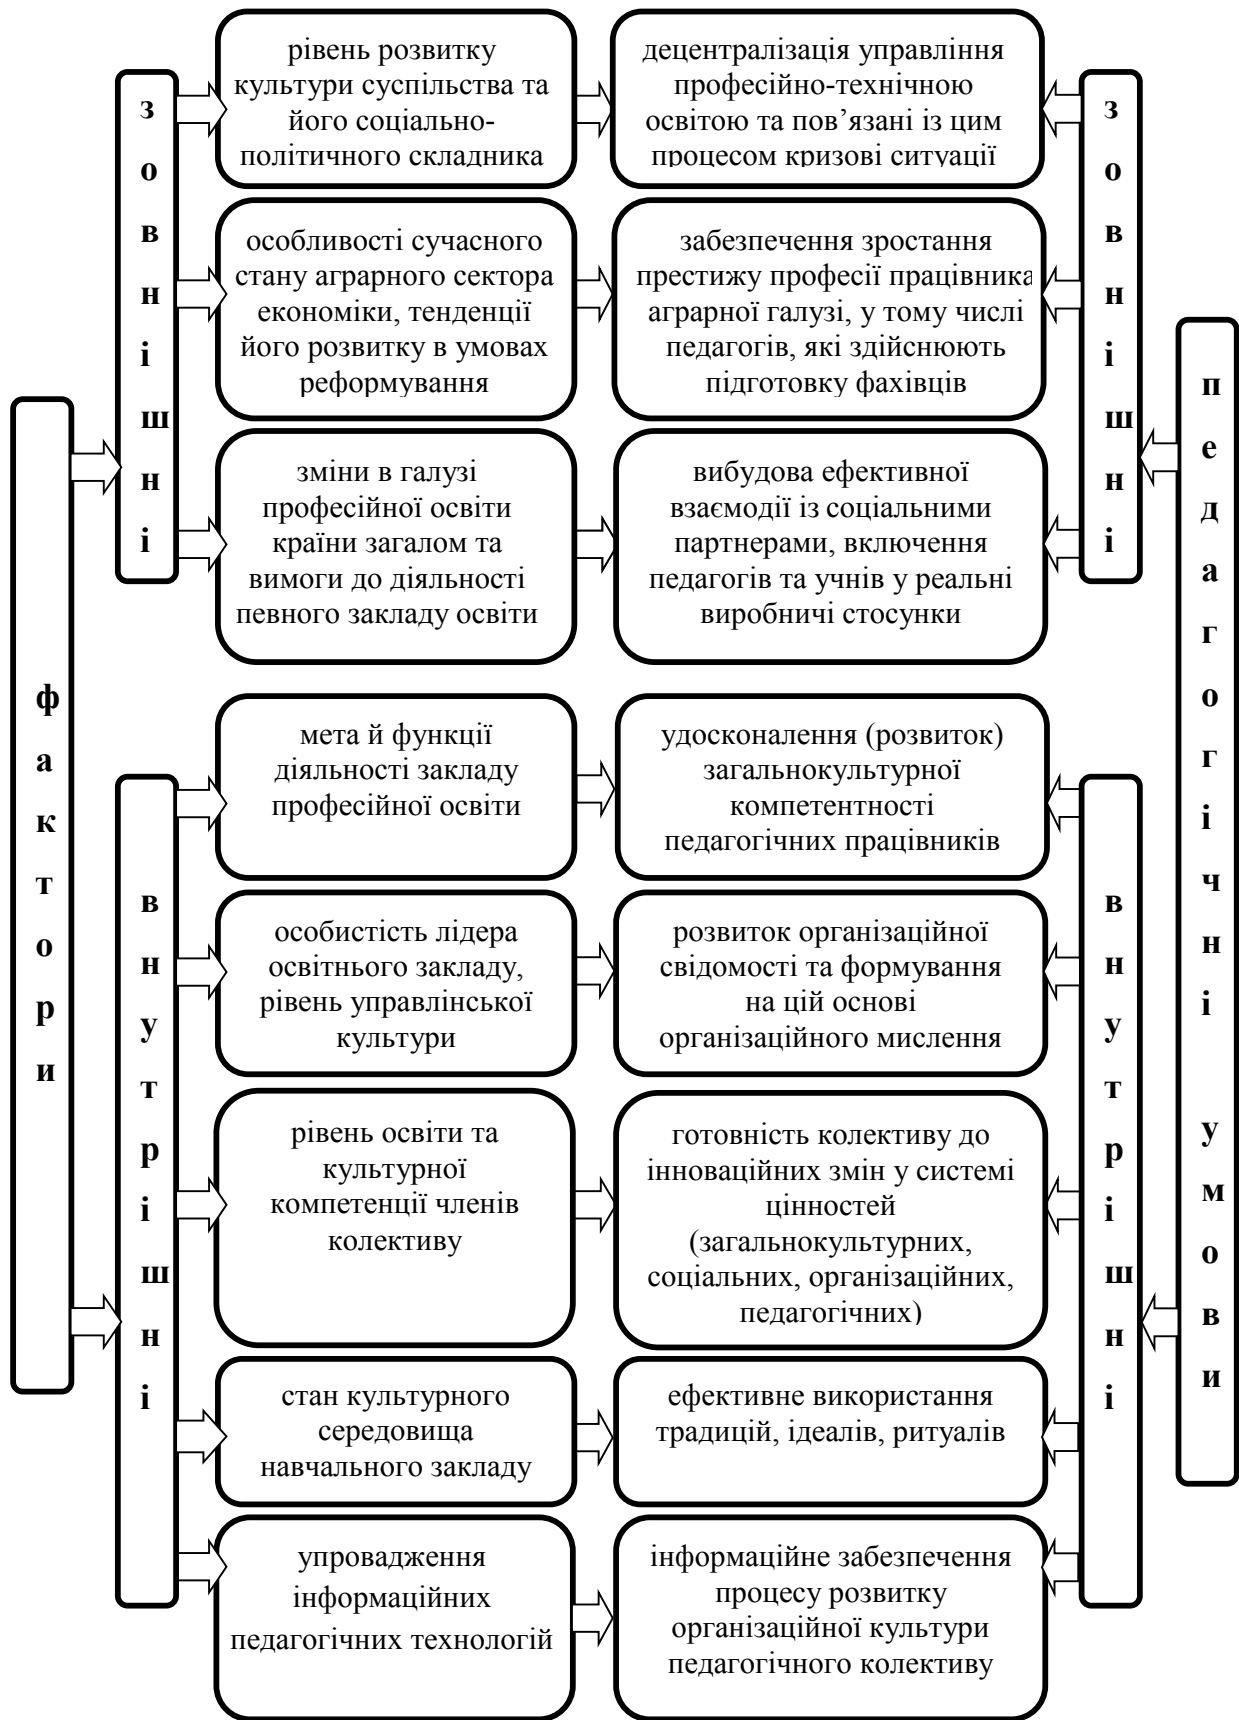 фактори
зовнішні
рівень розвитку
культури суспільства та
його соціально-
політичного складника
децентралізація управління
професійно-технічною
освітою та пов’язані із цим
процесом кризові ситуації
особливості сучасного
стану аграрного сектора
економіки, тенденції
його розвитку в умовах
реформування
забезпечення зростання
престижу професії працівника
аграрної галузі, у тому числі
педагогів, які здійснюють
підготовку фахівців
зміни в галузі
професійної освіти
країни загалом та
вимоги до діяльності
певного закладу освіти
вибудова ефективної
взаємодії із соціальними
партнерами, включення
педагогів та учнів у реальні
виробничі стосунки
зовнішні
внутрішні
мета й функції
діяльності закладу
професійної освіти
удосконалення (розвиток)
загальнокультурної
компетентності
педагогічних працівників
особистість лідера
освітнього закладу,
рівень управлінської
культури
розвиток організаційної
свідомості та формування
на цій основі
організаційного мислення
рівень освіти та
культурної
компетенції членів
колективу
готовність колективу до
інноваційних змін у системі
цінностей
(загальнокультурних,
соціальних, організаційних,
педагогічних)
стан культурного
середовища
навчального закладу
ефективне використання
традицій, ідеалів, ритуалів
упровадження
інформаційних
педагогічних технологій
інформаційне забезпечення
процесу розвитку
організаційної культури
педагогічного колективу
внутрішні
педагогічні умови